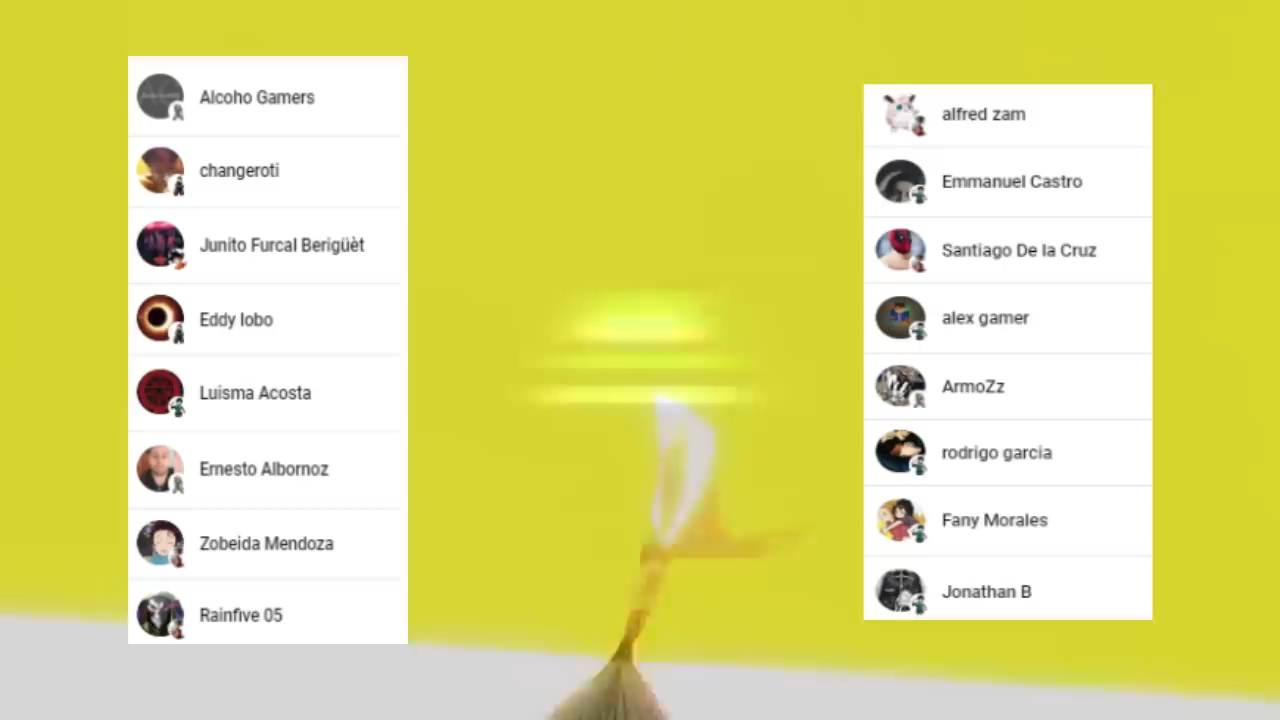 Alcoho Gamers
changeroti
Junito Furcal Berigüèt
Eddy lobo
Luisma Acosta
Ernesto Albornoz
Zobeida Mendoza
Rainfive 05
alfred zam
Emmanuel Castro
Santiago De la Cruz
alex gamer
ArmoZz
rodrigo garcia
Fany Morales
Jonathan B